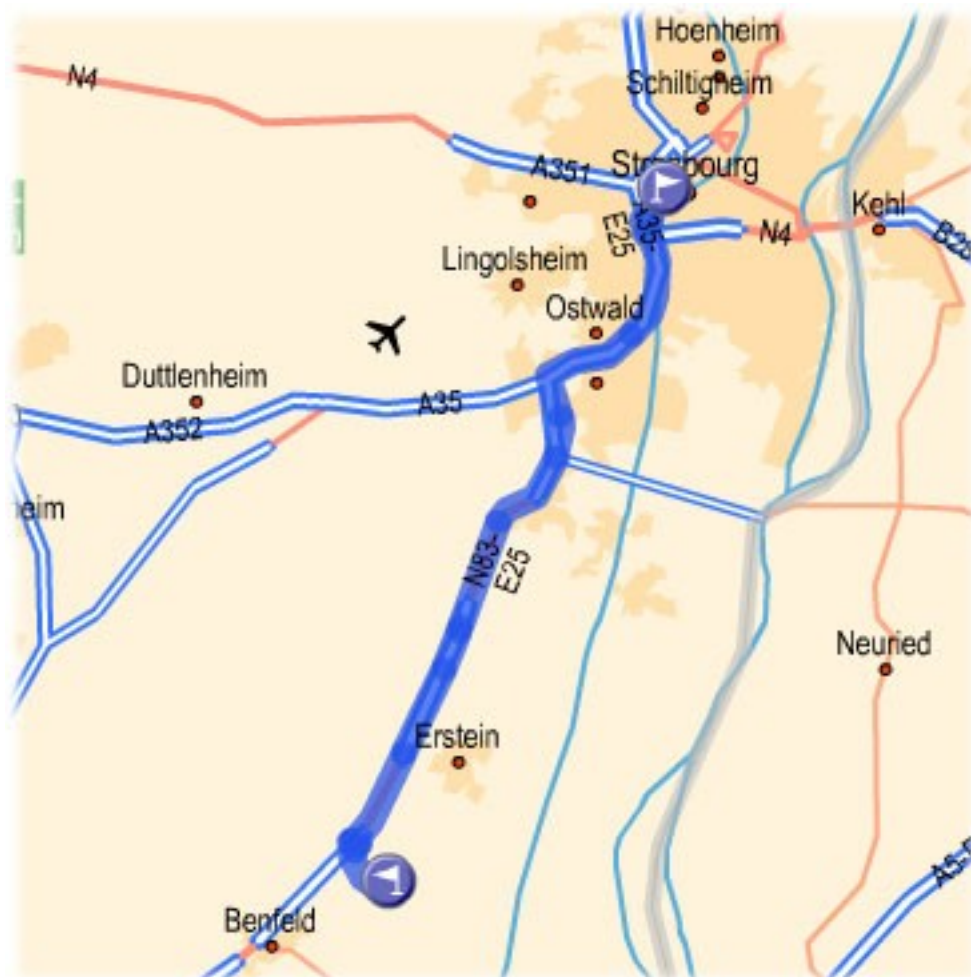 Hoenheim
N4
Schiltigheim
A351
Strasbourg
Kehl
A35-
E25
N4
B28
Lingolsheim
Ostwald
Duttlenheim
A35
A352
heim
N83-
E25
Neuried
Erstein
A5-
Benfeld